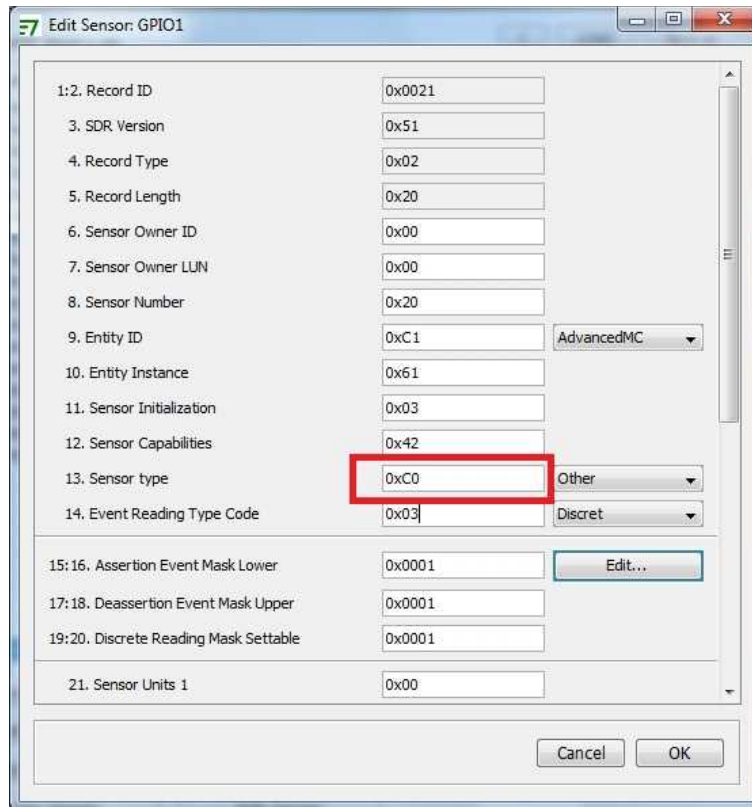 Edit Sensor: GPIO1
1:2. Record ID 0x0021
3. SDR Version 0x51
4. Record Type 0x02
5. Record Length 0x20
6. Sensor Owner ID 0x00
7. Sensor Owner LUN 0x00
8. Sensor Number 0x20
9. Entity ID 0xC1 AdvancedMC
10. Entity Instance 0x61
11. Sensor Initialization 0x03
12. Sensor Capabilities 0x42
13. Sensor type 0xC0 Other
14. Event Reading Type Code 0x03 Discret
15:16. Assertion Event Mask Lower 0x0001 Edit...
17:18. Deassertion Event Mask Upper 0x0001
19:20. Discrete Reading Mask Settable 0x0001
21. Sensor Units 1 0x00
Cancel OK